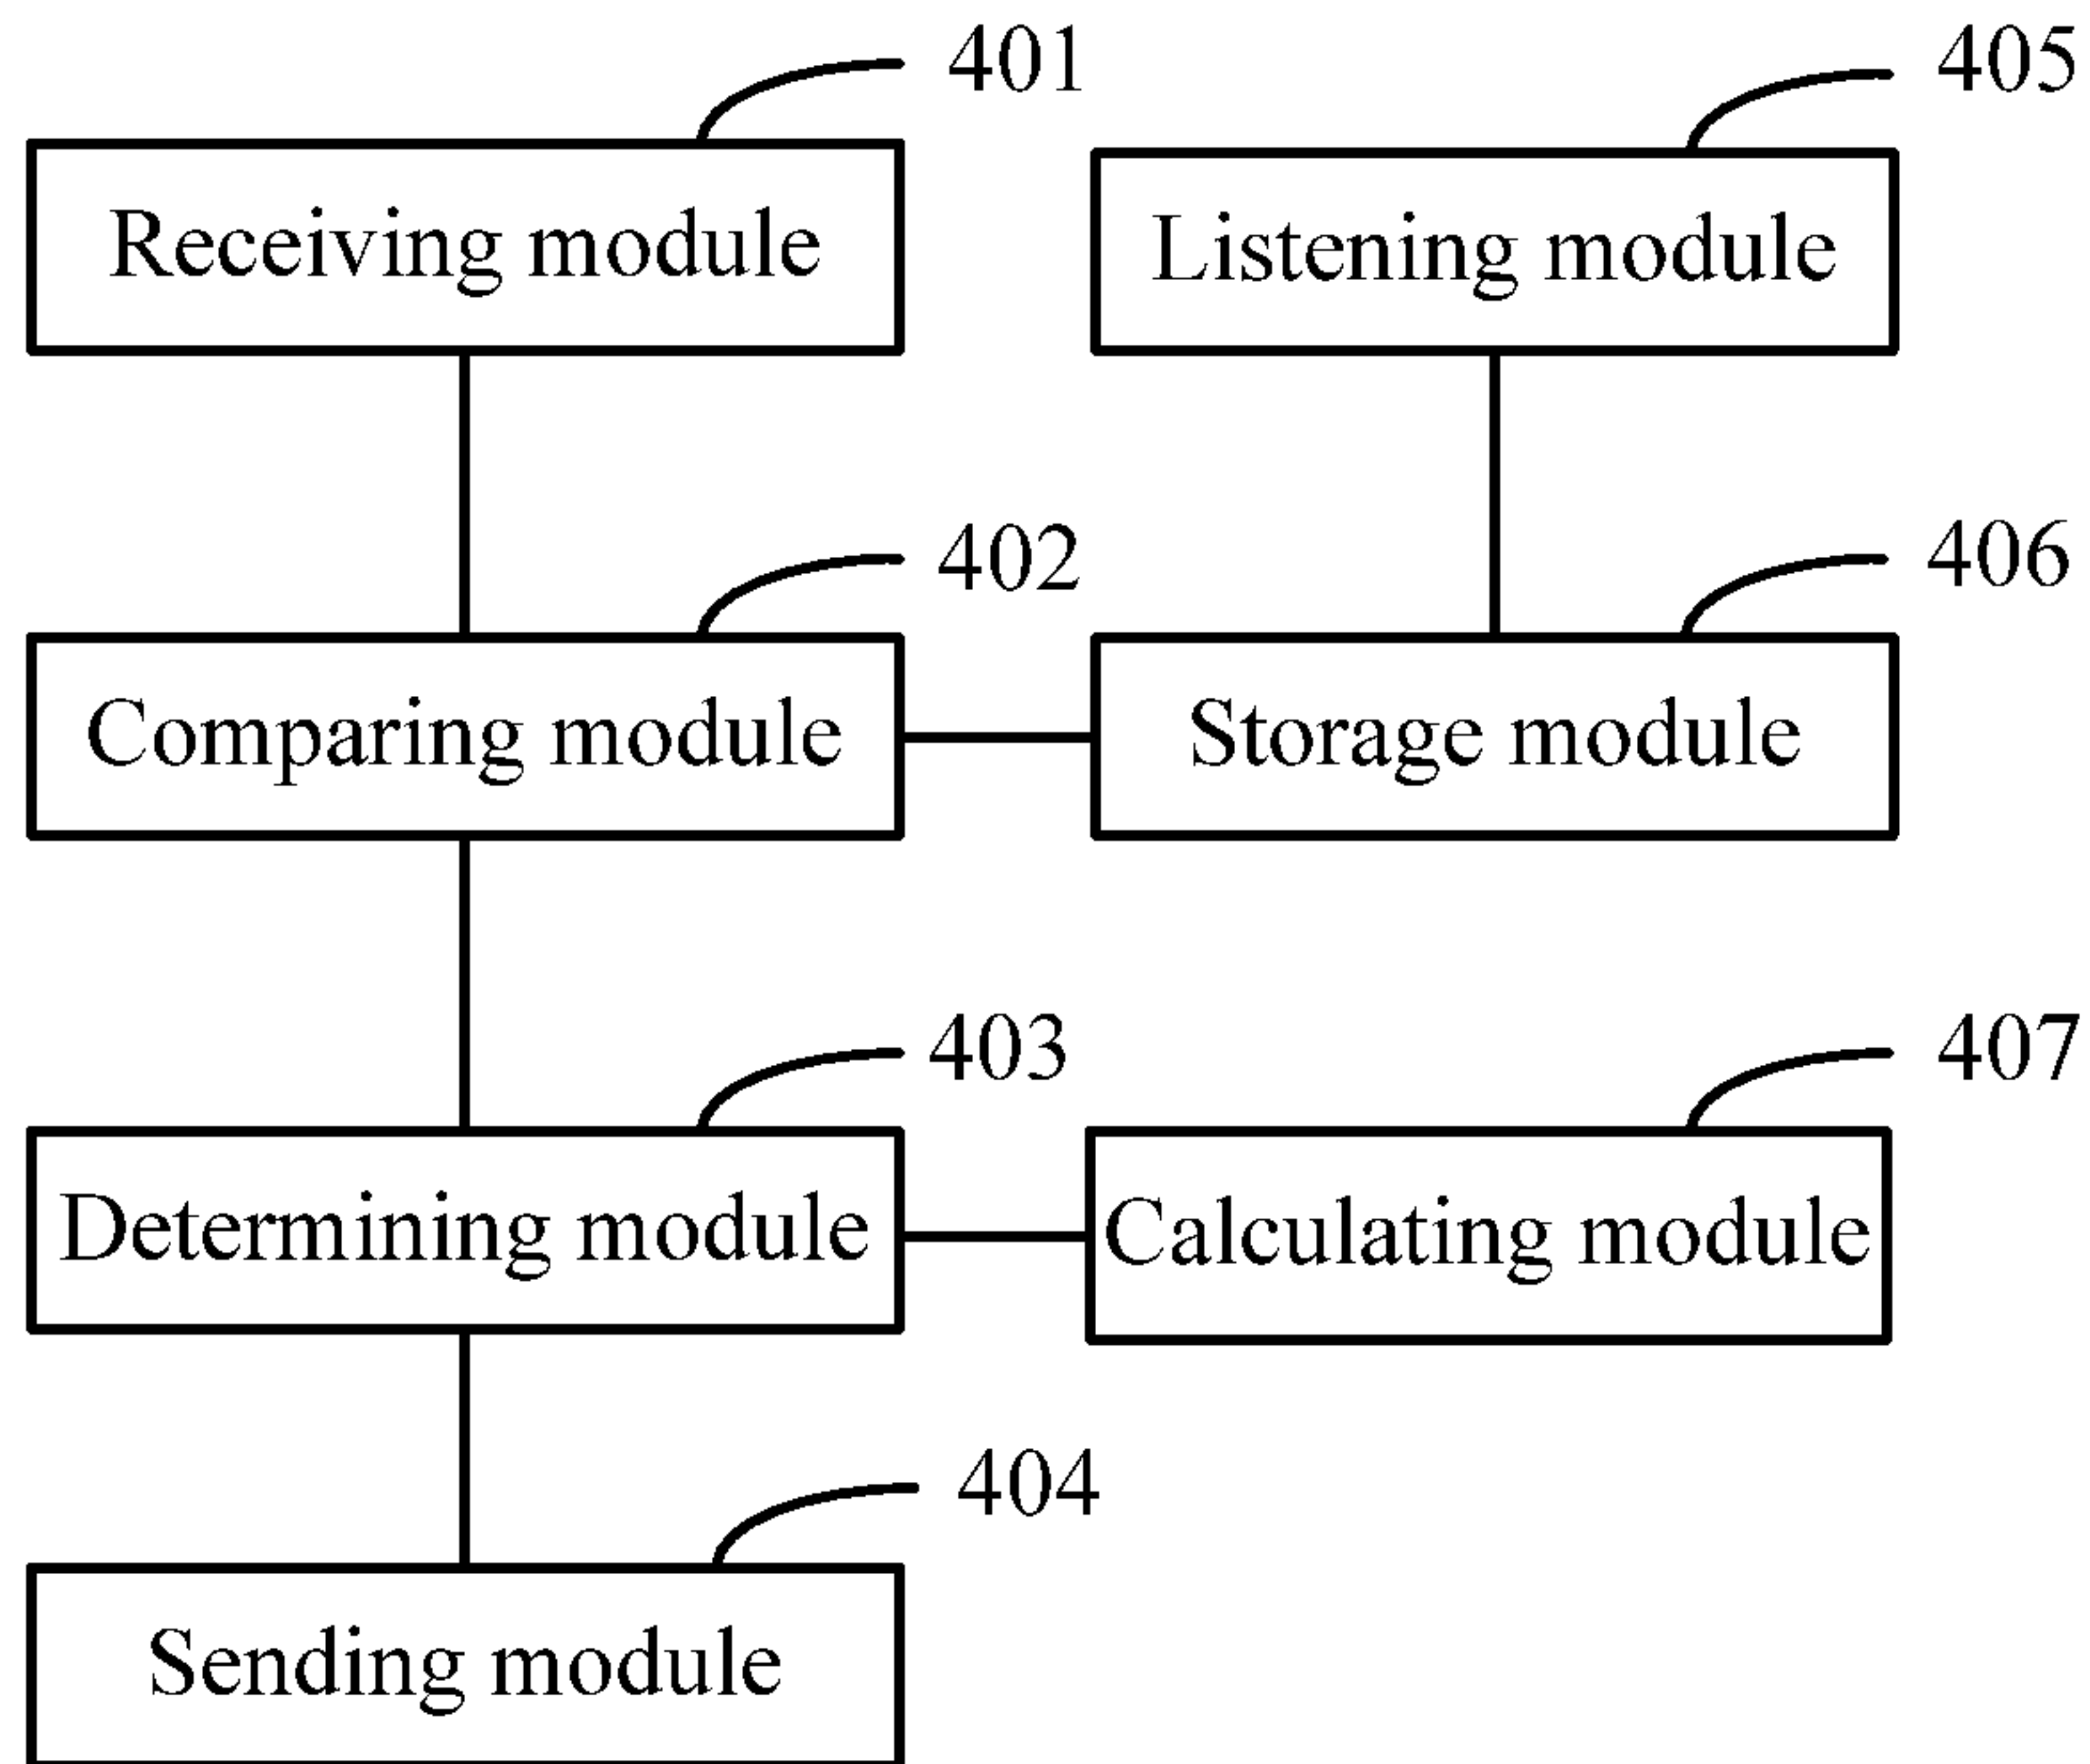 401
405
Receiving module
Listening module
402
406
Comparing module
Storage module
403
407
Determining module
Calculating module
404
Sending module